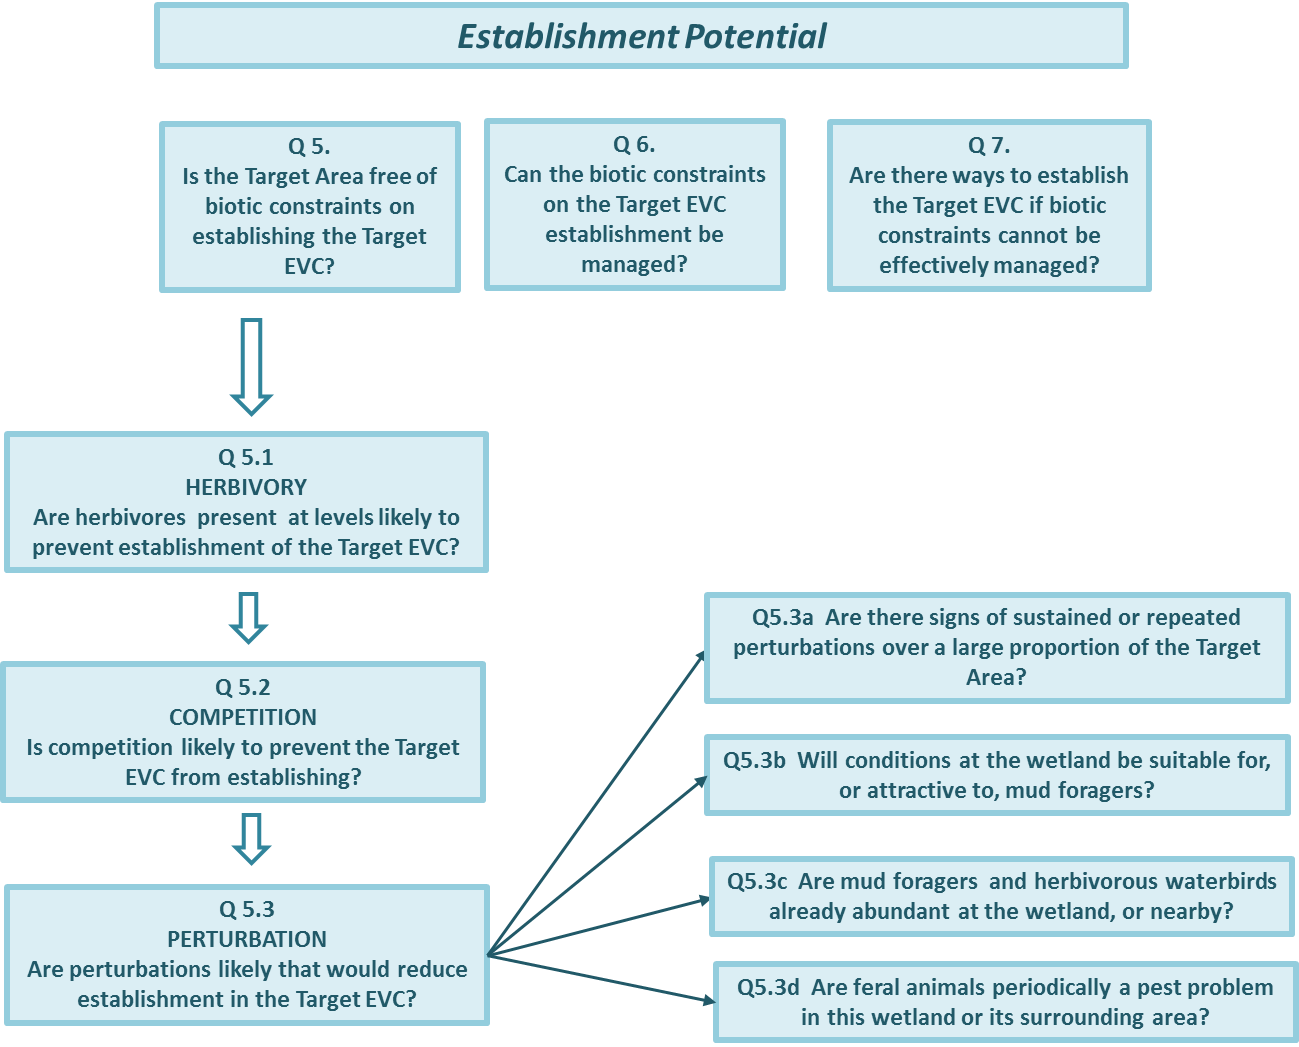 Establishment Potential
Q 5.
Is the Target Area free of
biotic constraints on
establishing the Target
EVC?
Q 6.
Can the biotic constraints
on the Target EVC
establishment be
managed?
Q 7.
Are there ways to establish
the Target EVC if biotic
constraints cannot be
effectively managed?
Q 5.1
HERBIVORY
Are herbivores present at levels likely to
prevent establishment of the Target EVC?
Q 5.2
COMPETITION
Is competition likely to prevent the Target
EVC from establishing?
Q 5.3
PERTURBATION
Are perturbations likely that would reduce
establishment in the Target EVC?
Q5.3a Are there signs of sustained or repeated
perturbations over a large proportion of the Target
Area?
Q5.3b Will conditions at the wetland be suitable for,
or attractive to, mud foragers?
Q5.3c Are mud foragers and herbivorous waterbirds
already abundant at the wetland, or nearby?
Q5.3d Are feral animals periodically a pest problem
in this wetland or its surrounding area?